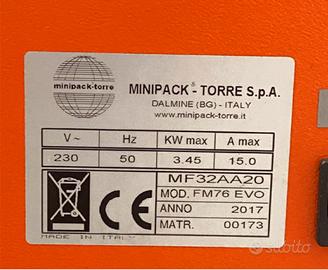 minipack-torre
MINIPACK® - TORRE S.p.A.
DALMINE (BG) - ITALY
www.minipack-torre.it
V~ Hz KW max A max
230 50 3.45 15.0
MF32AA20
MOD. FM76 EVO
ANNO 2017
MATR. 00173
CE
MADE IN ITALY
subito